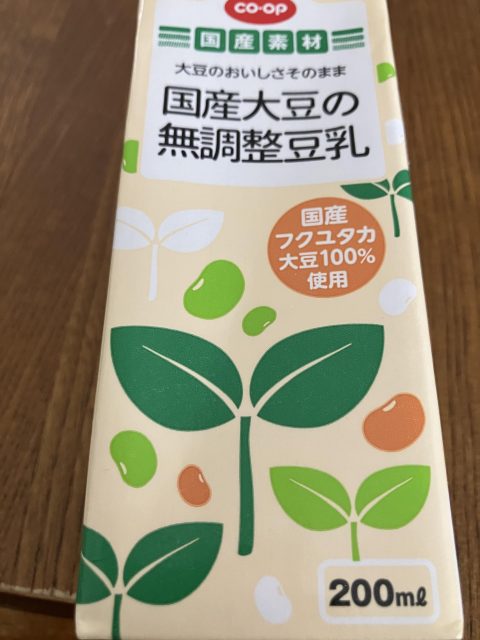 CO·OP
国産素材
大豆のおいしさそのまま
国産大豆の
無調整豆乳
国産
フクユタカ
大豆100%
使用
200mℓ